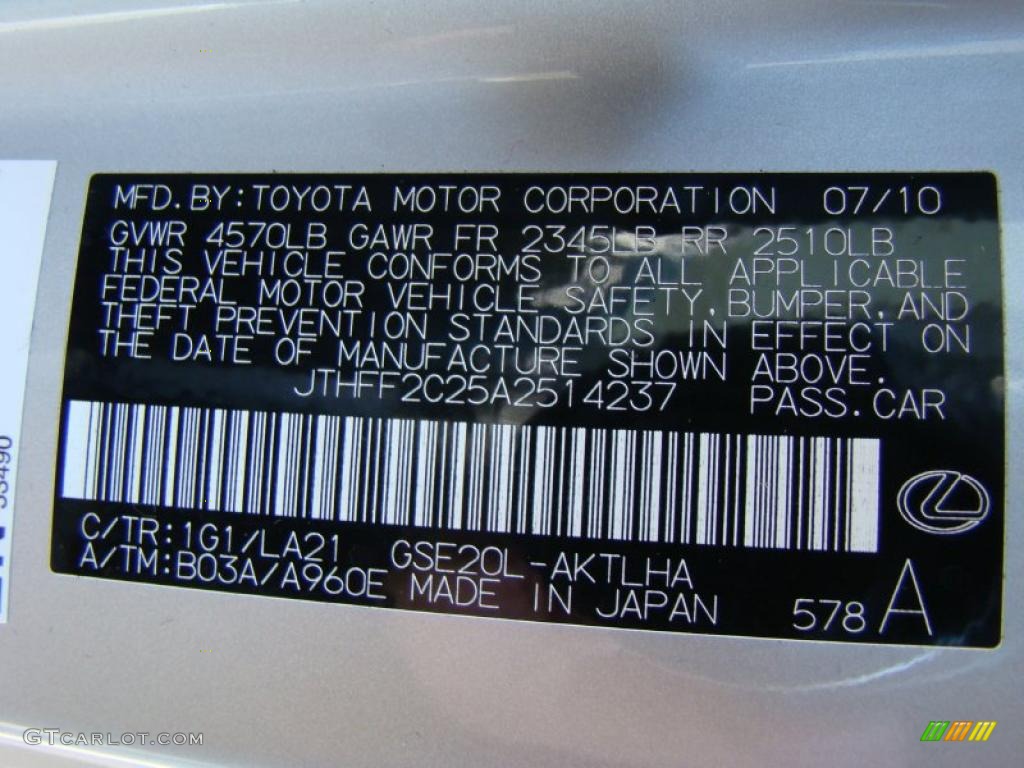 MFD.BY:TOYOTA MOTOR CORPORATION 07/10
GVWR 4570LB GAWR FR 2345LB RR 2510LB
THIS VEHICLE CONFORMS TO ALL APPLICABLE
FEDERAL MOTOR VEHICLE SAFETY,BUMPER,AND
THEFT PREVENTION STANDARDS IN EFFECT ON
THE DATE OF MANUFACTURE SHOWN ABOVE.
JTHFF2C25A2514237 PASS.CAR
C/TR:1G1/LA21 GSE20L-AKTLHA
A/TM:B03A/A960E MADE IN JAPAN 578 A
33490
GTCARLOT.COM